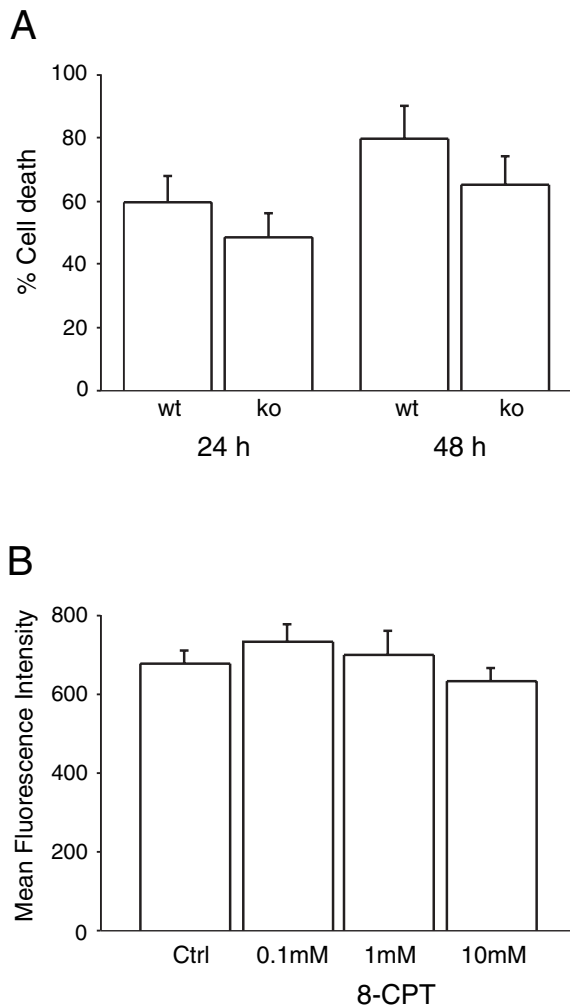 A
100
80
60
40
20
0
% Cell death
wt ko wt ko
24 h 48 h
B
800
600
400
200
0
Mean Fluorescence Intensity
Ctrl 0.1mM 1mM 10mM
8-CPT